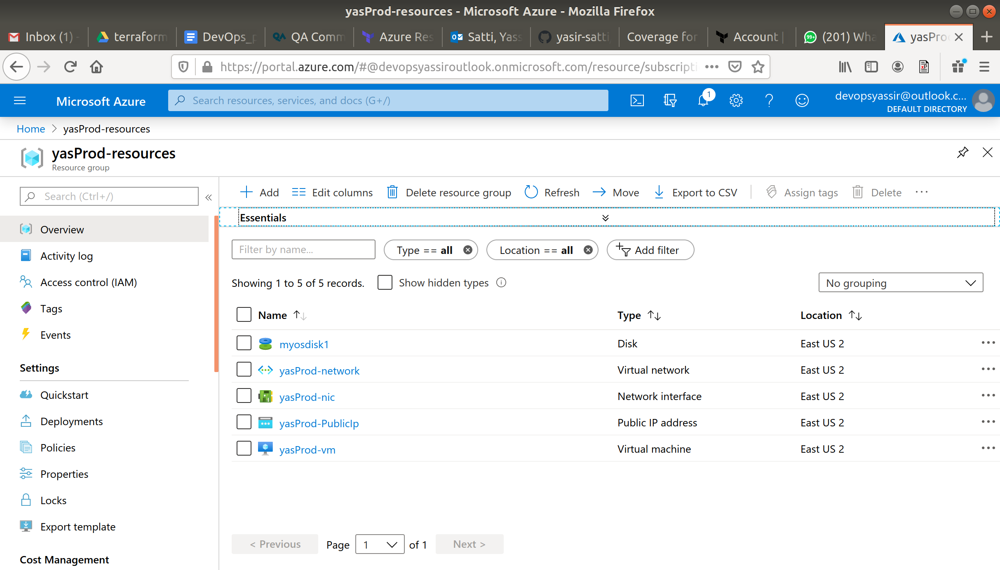 yasProd-resources - Microsoft Azure - Mozilla Firefox
Inbox (1) terraform DevOps_p QA Comm Azure Res Satti, Yass yasir-satti Coverage for Account | (201) Wha yasPro
https://portal.azure.com/#@devopsyassiroutlook.onmicrosoft.com/resource/subscripti
Microsoft Azure Search resources, services, and docs (G+/) 1 devopsyassir@outlook.c...
DEFAULT DIRECTORY
Home > yasProd-resources
yasProd-resources
Resource group
Search (Ctrl+/) «
Overview
Activity log
Access control (IAM)
Tags
Events
Settings
Quickstart
Deployments
Policies
Properties
Locks
Export template
Cost Management
Add Edit columns Delete resource group Refresh Move Export to CSV Assign tags Delete ...
Essentials
Filter by name... Type == all Location == all Add filter
Showing 1 to 5 of 5 records. Show hidden types No grouping
Name Type Location
myosdisk1 Disk East US 2 ...
yasProd-network Virtual network East US 2 ...
yasProd-nic Network interface East US 2 ...
yasProd-PublicIp Public IP address East US 2 ...
yasProd-vm Virtual machine East US 2 ...
< Previous Page 1 of 1 Next >